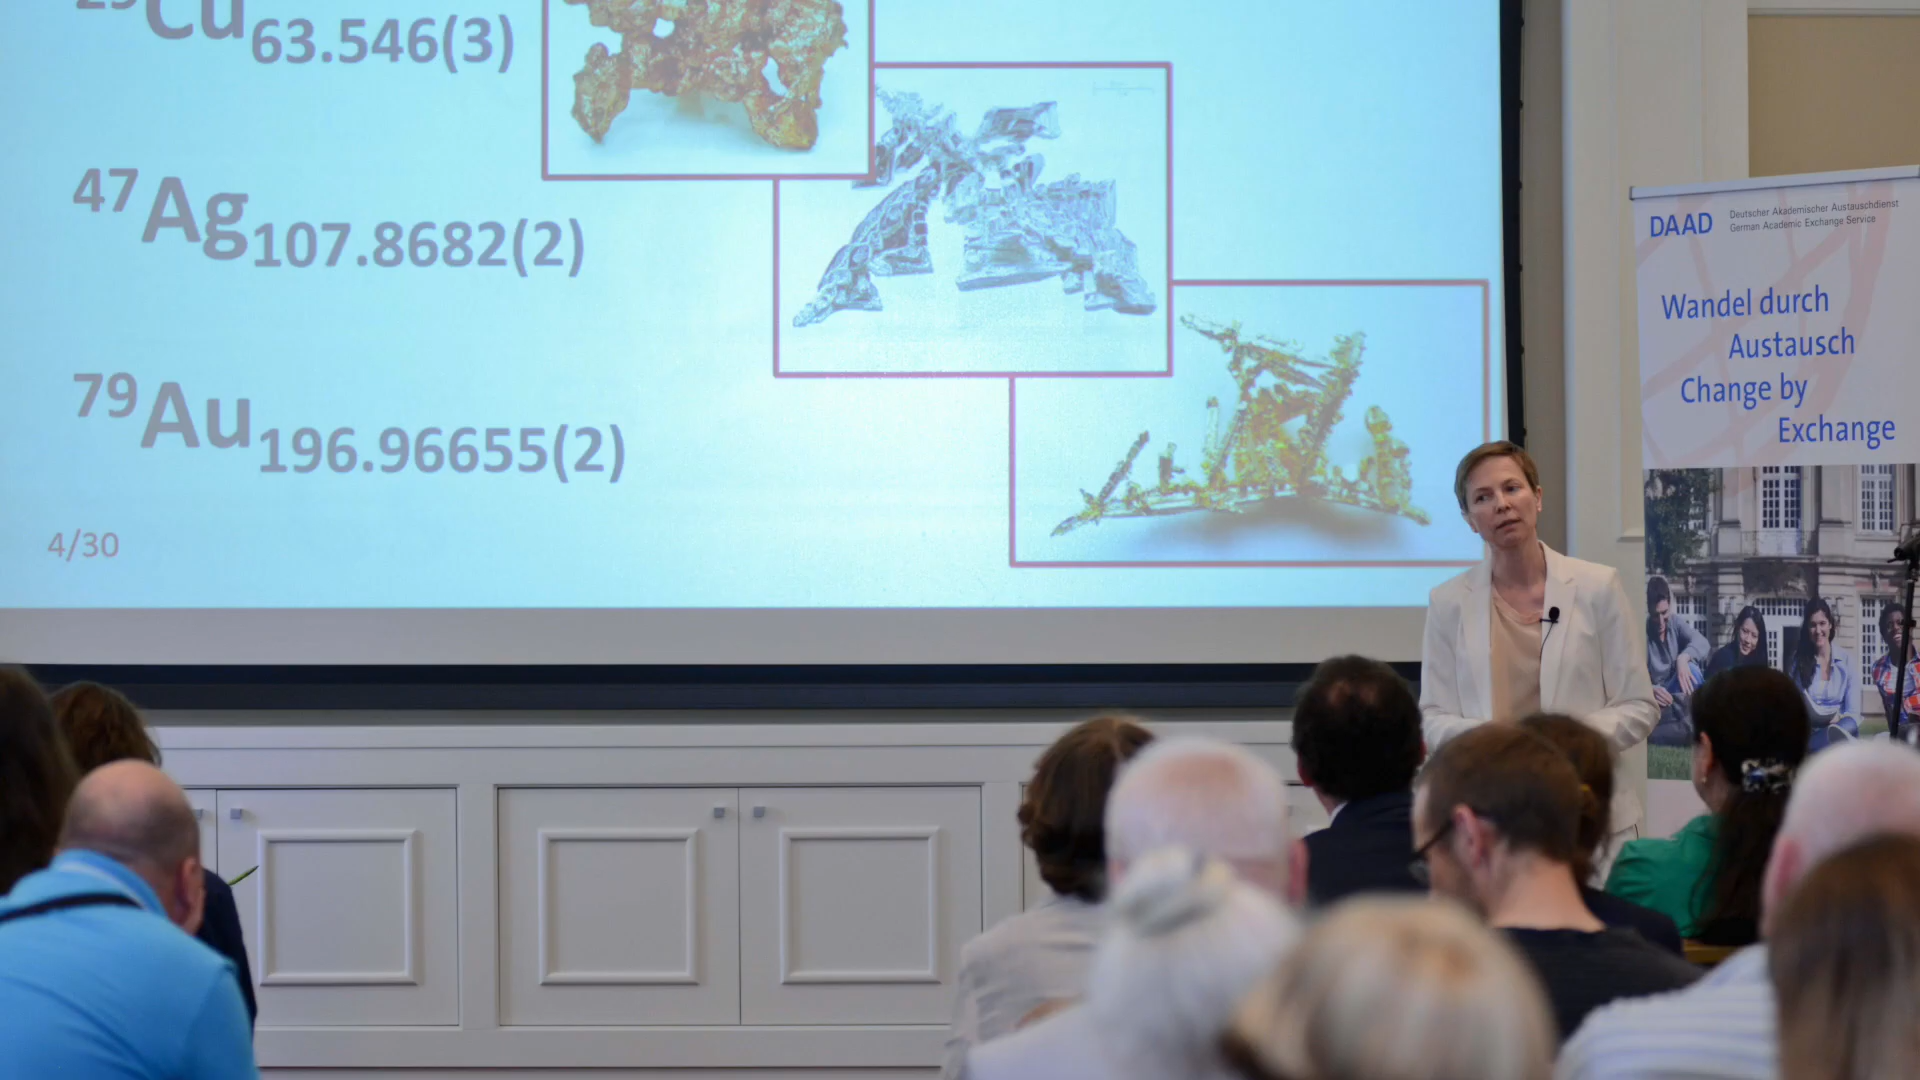 29Cu63.546(3)
47Ag107.8682(2)
79Au196.96655(2)
4/30
DAAD
Deutscher Akademischer Austauschdienst
German Academic Exchange Service
Wandel durch
Austausch
Change by
Exchange